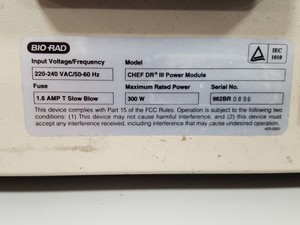 BIO-RAD
IEC
1010
Input Voltage/Frequency Model
220-240 VAC/50-60 Hz CHEF DR® III Power Module
Fuse Maximum Rated Power Serial No.
1.6 AMP T Slow Blow 300 W 962BR 0896
This device complies with Part 15 of the FCC Rules. Operation is subject to the following two
conditions: (1) This device may not cause harmful interference, and (2) this device must
accept any interference received, including interference that may cause undesired operation.